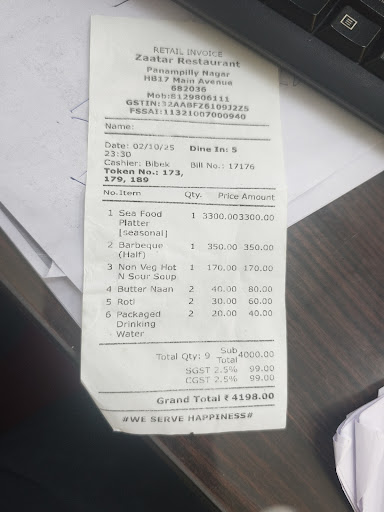 RETAIL INVOICE
Zaatar Restaurant
Panampilly Nagar
HB17 Main Avenue
682036
Mob:8129806111
GSTIN:32AABFZ6109J2Z5
FSSAI:11321007000940
Name:
Date: 02/10/25 Dine In: 5
23:30
Cashier: Bibek Bill No.: 17176
Token No.: 173,
179, 189
No.Item Qty. Price Amount
1 Sea Food 1 3300.003300.00
Platter
[seasonal]
2 Barbeque 1 350.00 350.00
(Half)
3 Non Veg Hot 1 170.00 170.00
N Sour Soup
4 Butter Naan 2 40.00 80.00
5 Roti 2 30.00 60.00
6 Packaged 2 20.00 40.00
Drinking
Water
Total Qty: 9 Sub Total 4000.00
SGST 2.5% 99.00
CGST 2.5% 99.00
Grand Total ₹ 4198.00
#WE SERVE HAPPINESS#